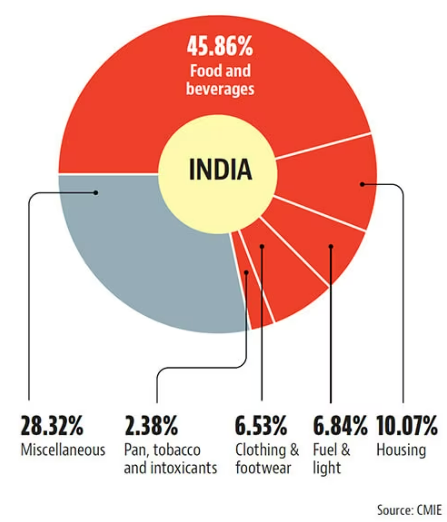 45.86%
Food and
beverages
INDIA
28.32%
Miscellaneous
2.38%
Pan, tobacco
and intoxicants
6.53%
Clothing &
footwear
6.84%
Fuel &
light
10.07%
Housing
Source: CMIE